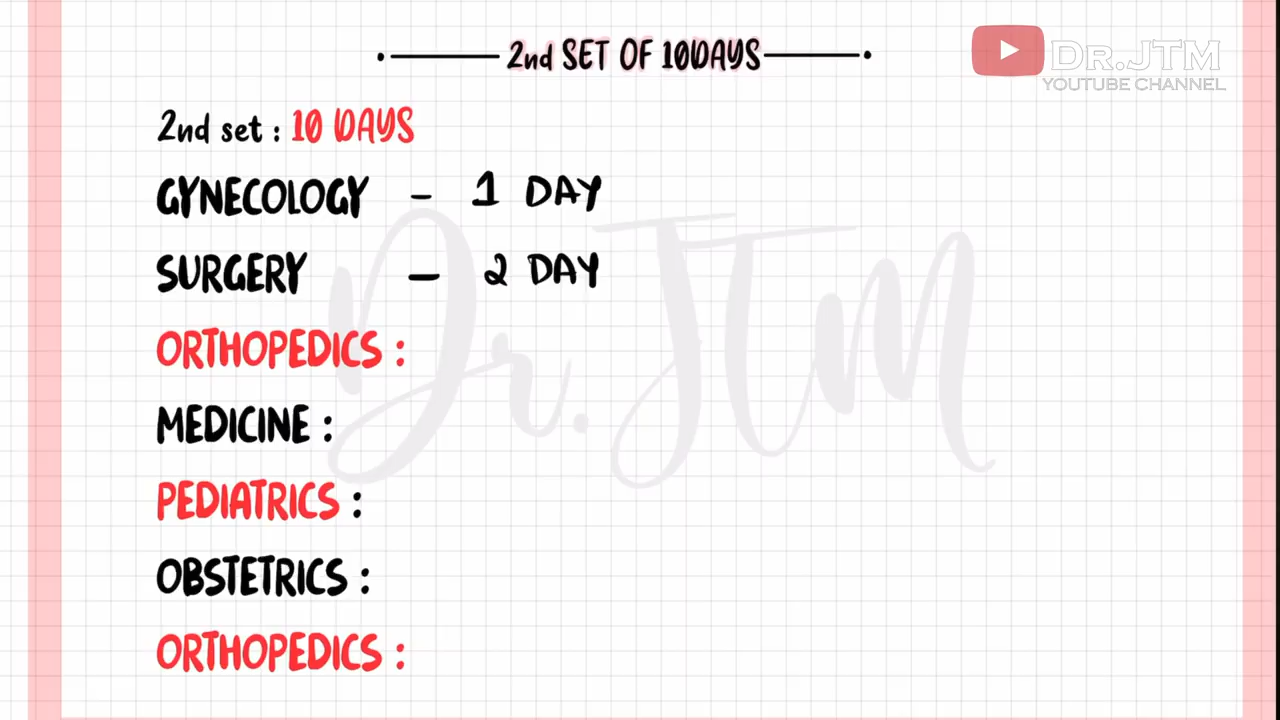 2nd SET OF 10DAYS
DR.JTM
YOUTUBE CHANNEL
2nd set : 10 DAYS
GYNECOLOGY - 1 DAY
SURGERY - 2 DAY
ORTHOPEDICS :
MEDICINE :
PEDIATRICS :
OBSTETRICS :
ORTHOPEDICS :
Dr.JTM